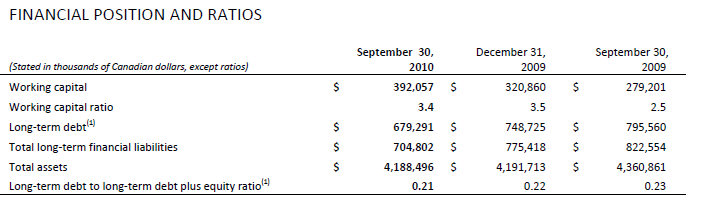 FINANCIAL POSITION AND RATIOS
September 30, December 31, September 30,
(Stated in thousands of Canadian dollars, except ratios) 2010 2009 2009
Working capital $ 392,057 $ 320,860 $ 279,201
Working capital ratio 3.4 3.5 2.5
Long-term debt(1) $ 679,291 $ 748,725 $ 795,560
Total long-term financial liabilities $ 704,802 $ 775,418 $ 822,554
Total assets $ 4,188,496 $ 4,191,713 $ 4,360,861
Long-term debt to long-term debt plus equity ratio(1) 0.21 0.22 0.23